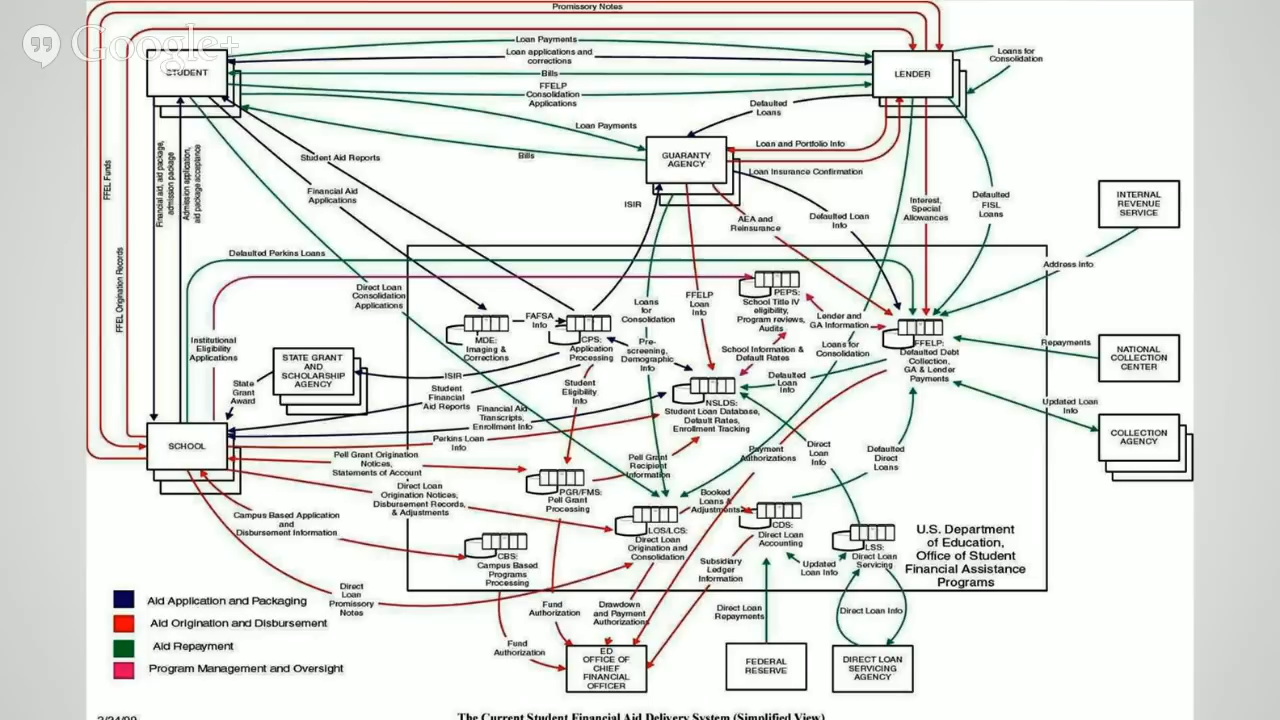 Promissory Notes
Google+
STUDENT
Loan Payments
Loan applications and
corrections
Bills
FFELP
Consolidation
Applications
LENDER
Loans for
Consolidation
Defaulted
Loans
Loan Payments
Bills
GUARANTY
AGENCY
Loan and Portfolio Info
Loan Insurance Confirmation
FFEL Funds
Financial aid, aid package,
admission package
Admission application,
aid package acceptance
Student Aid Reports
Financial Aid
Applications
ISIR
AEA and
Reinsurance
Defaulted Loan
Info
Interest,
Special
Allowances
Defaulted
FISL
Loans
INTERNAL
REVENUE
SERVICE
Address Info
FFEL Origination Records
Defaulted Perkins Loans
Direct Loan
Consolidation
Applications
Institutional
Eligibility
Applications
STATE GRANT
AND
SCHOLARSHIP
AGENCY
State
Grant
Award
MDE:
Imaging &
Corrections
FAFSA
Info
CPS:
Application
Processing
Loans
for
Consolidation
Pre-
screening,
Demographic
Info
FFELP
Loan
Info
PEPS:
School Title IV
eligibility,
Program reviews,
Audits
Lender and
GA Information
School Information &
Default Rates
Loans for
Consolidation
FFELP:
Defaulted Debt
Collection,
GA & Lender
Payments
Repayments
NATIONAL
COLLECTION
CENTER
ISIR
Student
Financial
Aid Reports
Student
Eligibility
Info
Defaulted
Loan
Info
NSLDS:
Student Loan Database,
Default Rates,
Enrollment Tracking
Updated Loan
Info
COLLECTION
AGENCY
SCHOOL
Financial Aid
Transcripts,
Enrollment Info
Perkins Loan
Info
Pell Grant Origination
Notices,
Statements of Account
Pell Grant
Recipient
Information
Payment
Authorizations
Direct
Loan
Info
Defaulted
Direct
Loans
Direct Loan
Origination Notices,
Disbursement Records,
& Adjustments
PGR/FMS:
Pell Grant
Processing
Booked
Loans &
Adjustments
Campus Based Application
and
Disbursement Information
CBS:
Campus Based
Programs
Processing
LOS/LCS:
Direct Loan
Origination and
Consolidation
CDS:
Direct Loan
Accounting
LSS:
Direct Loan
Servicing
U.S. Department
of Education,
Office of Student
Financial Assistance
Programs
Subsidiary
Ledger
Information
Updated
Loan Info
Direct
Loan
Promissory
Notes
Fund
Authorization
Fund
Authorization
Drawdown
and Payment
Authorizations
Direct Loan
Repayments
Direct Loan Info
Aid Application and Packaging
Aid Origination and Disbursement
Aid Repayment
Program Management and Oversight
ED
OFFICE OF
CHIEF
FINANCIAL
OFFICER
FEDERAL
RESERVE
DIRECT LOAN
SERVICING
AGENCY
The Current Student Financial Aid Delivery System (Simplified View)